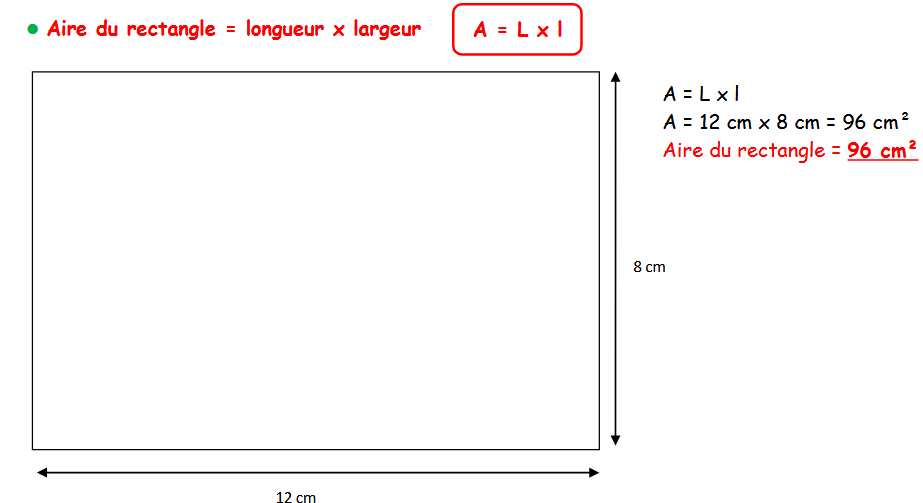 • Aire du rectangle = longueur x largeur
A = L x l
A = L x l
A = 12 cm x 8 cm = 96 cm²
Aire du rectangle = 96 cm²
8 cm
12 cm